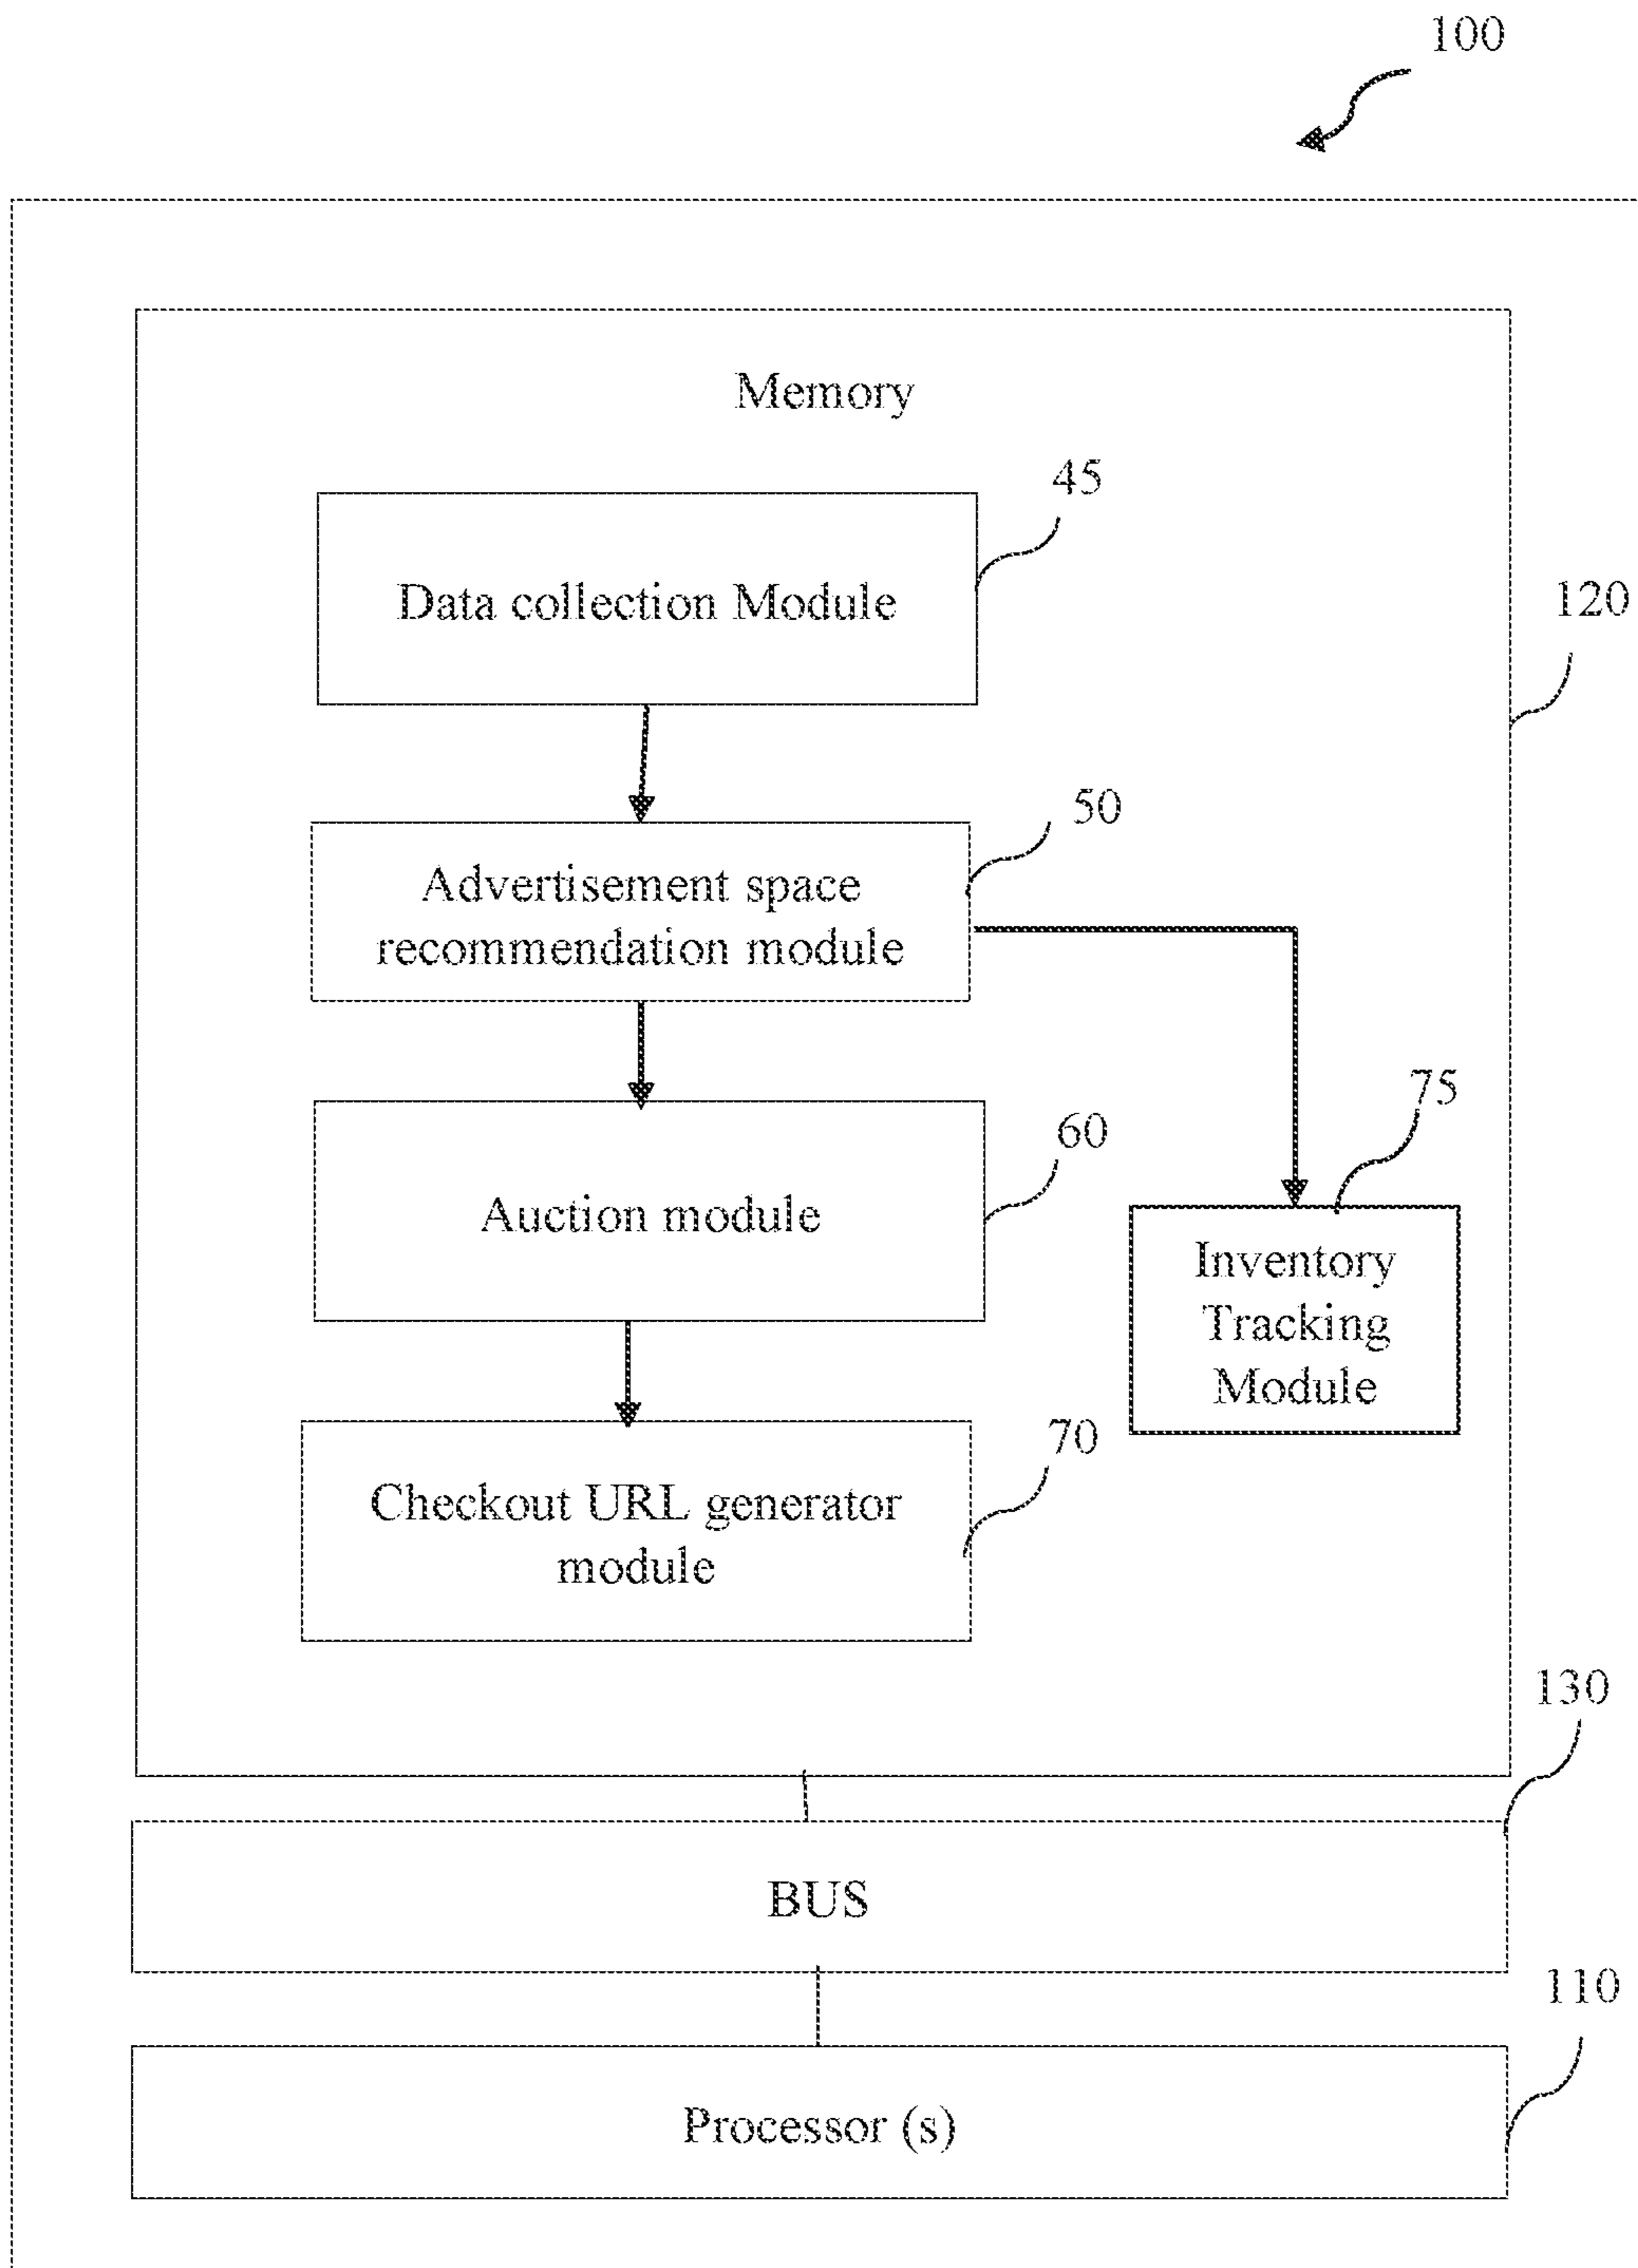 100
Memory
45
Data collection Module
120
50
Advertisement space
recommendation module
75
60
Auction module
Inventory
Tracking
Module
70
Checkout URL generator
module
130
BUS
110
Processor (s)